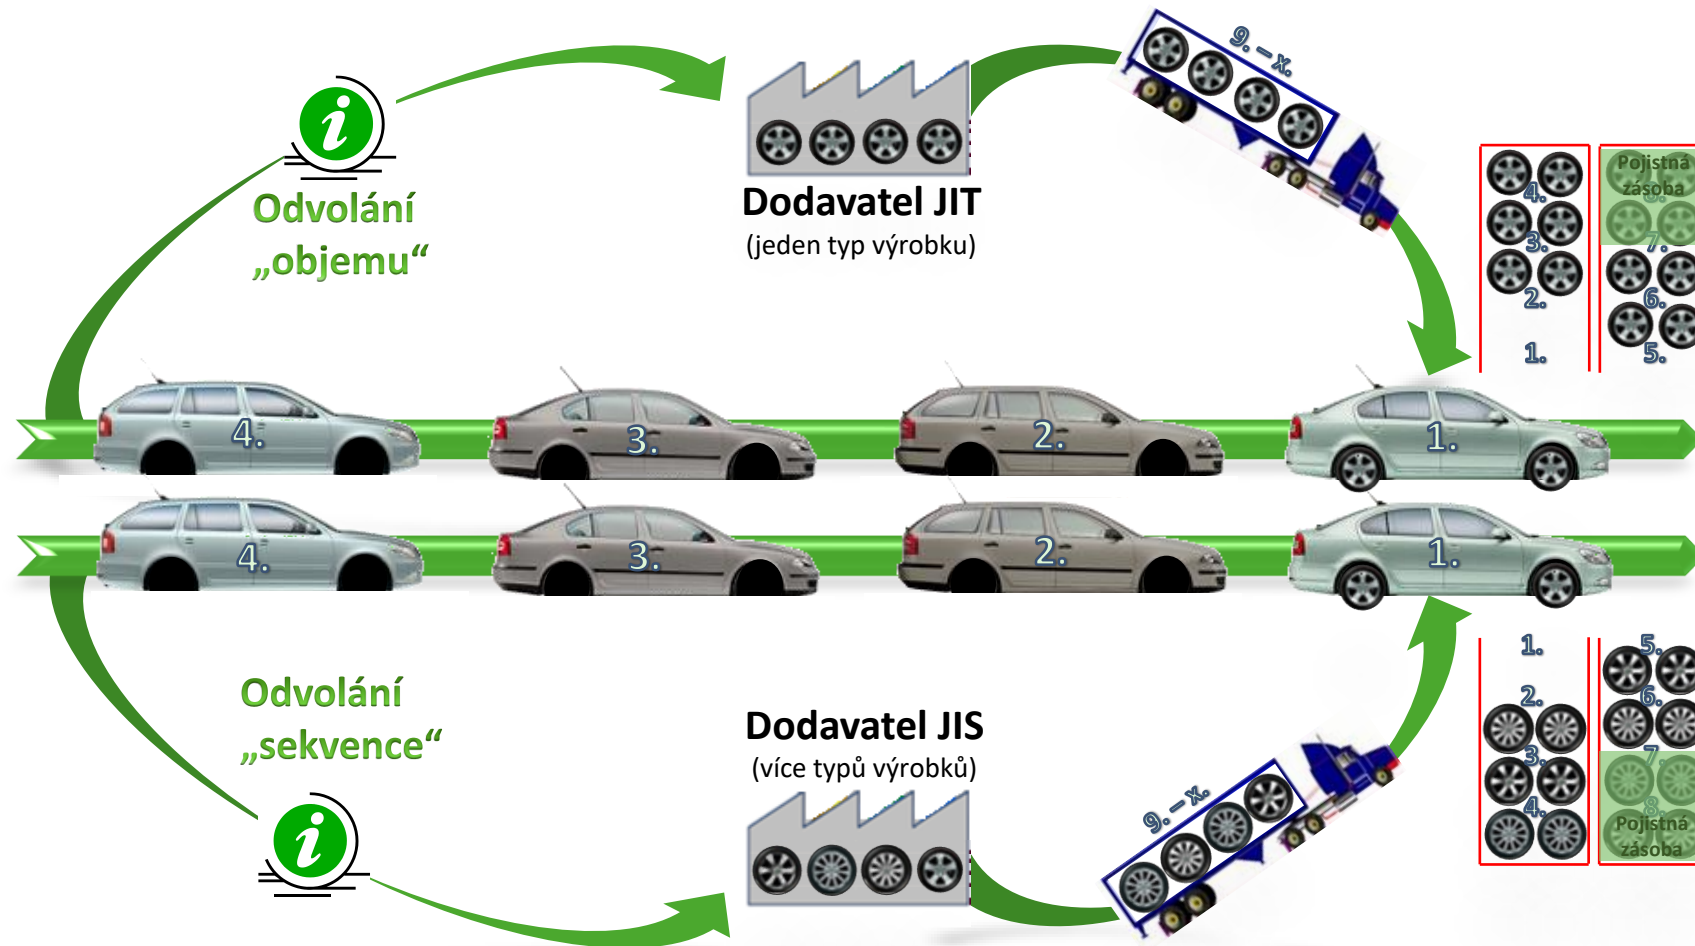 9. – x.
Odvolání
„objemu“
Dodavatel JIT
(jeden typ výrobku)
4.
3.
2.
1.
Pojistná
zásoba
8.
7.
6.
5.
4.
3.
2.
1.
4.
3.
2.
1.
Odvolání
„sekvence“
Dodavatel JIS
(více typů výrobků)
9. – x.
1.
2.
3.
4.
5.
6.
7.
8.
Pojistná
zásoba